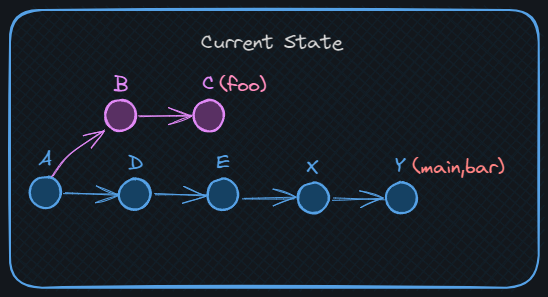 Current State
B
C (foo)
A
D
E
X
Y (main,bar)